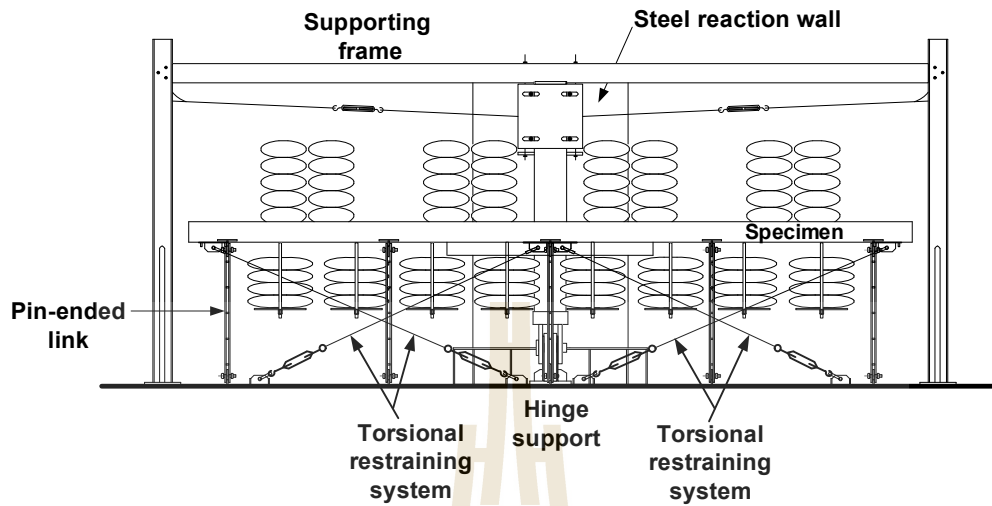 Supporting
frame
Steel reaction wall
Specimen
Pin-ended
link
Hinge
support
Torsional
restraining
system
Torsional
restraining
system